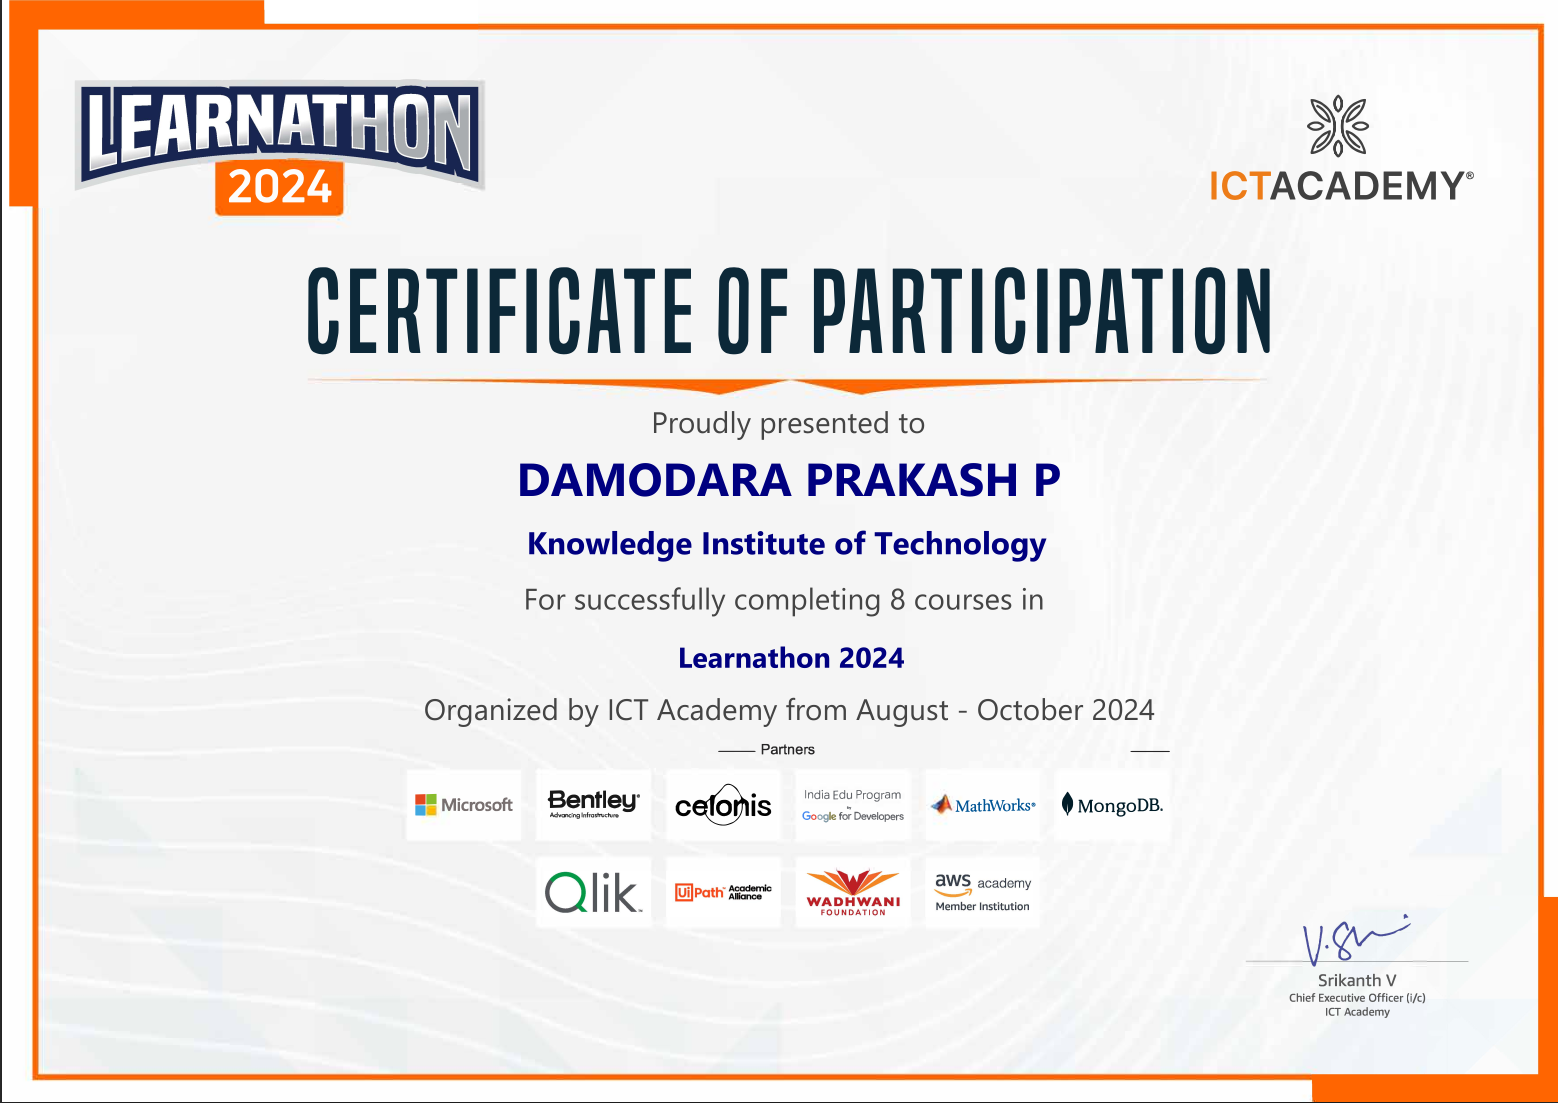 LEARNATHON
2024
ICTACADEMY®
CERTIFICATE OF PARTICIPATION
Proudly presented to
DAMODARA PRAKASH P
Knowledge Institute of Technology
For successfully completing 8 courses in
Learnathon 2024
Organized by ICT Academy from August - October 2024
Partners
Microsoft
Bentley®
Advancing Infrastructure
celonis
India Edu Program
by
Google for Developers
MathWorks®
MongoDB.
Qlik™
UiPath™ Academic
Alliance
WADHWANI
FOUNDATION
aws academy
Member Institution
V.S
Srikanth V
Chief Executive Officer (i/c)
ICT Academy